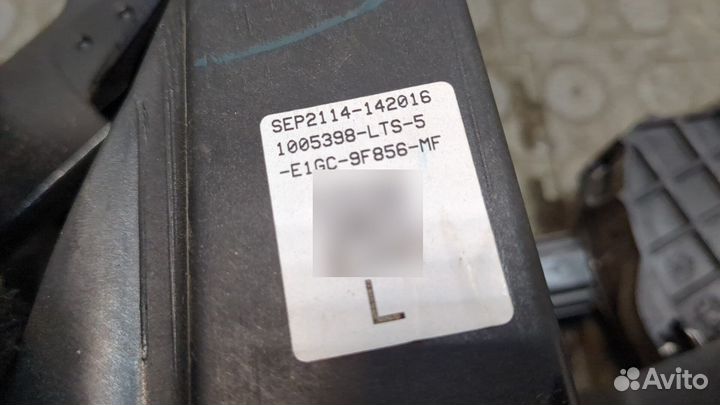 SEP2114-142016
1005398-LTS-5
-E1GC-9F856-MF
L
Avito